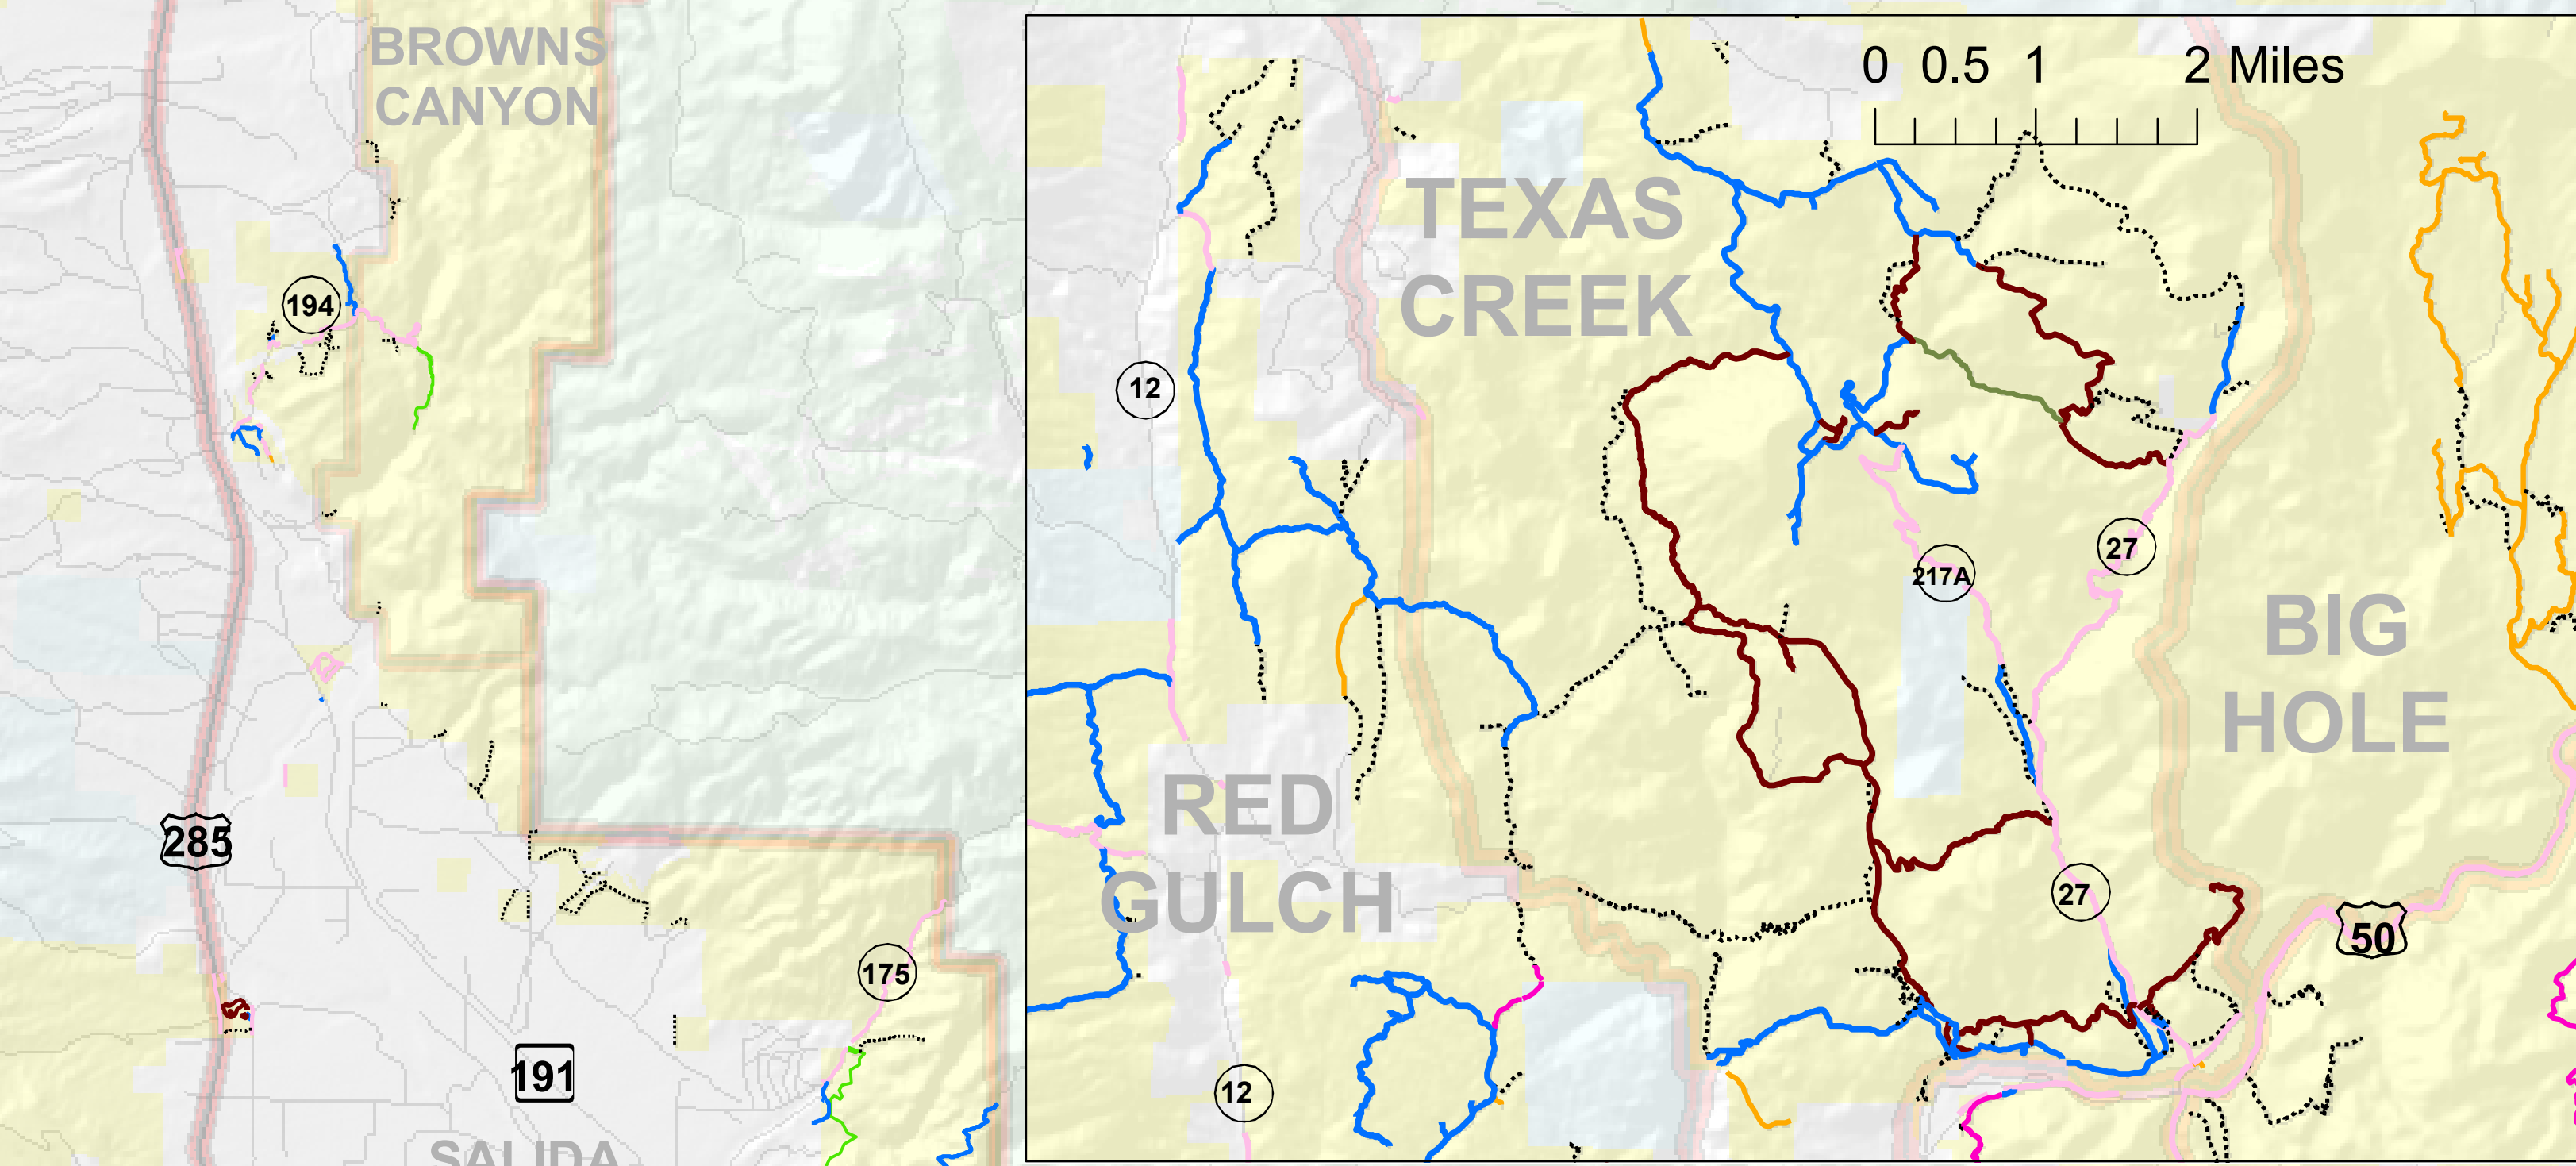 BROWNS
CANYON
194
285
191
175
SALIDA
0 0.5 1 2 Miles
TEXAS
CREEK
12
217A
27
BIG
HOLE
RED
GULCH
27
50
12